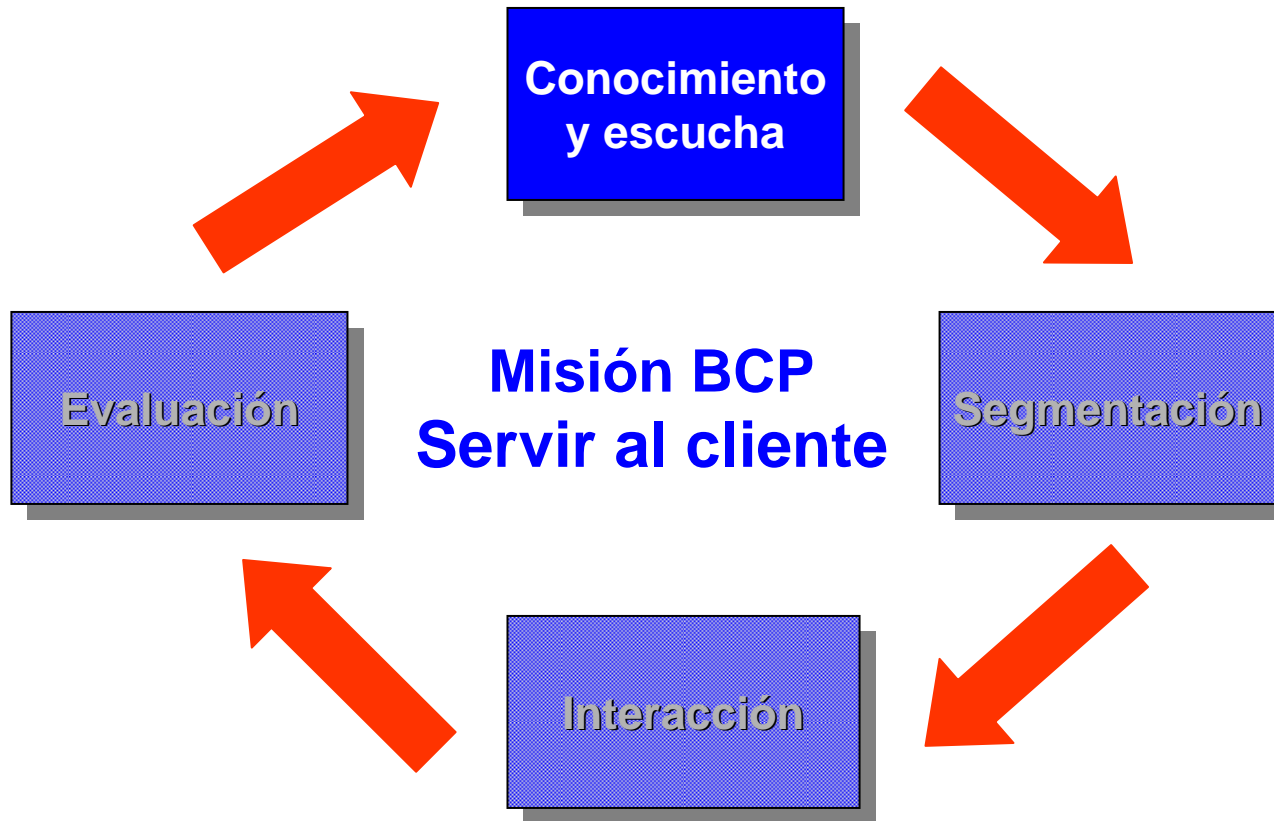 Conocimiento
y escucha
Evaluación
Misión BCP
Servir al cliente
Segmentación
Interacción